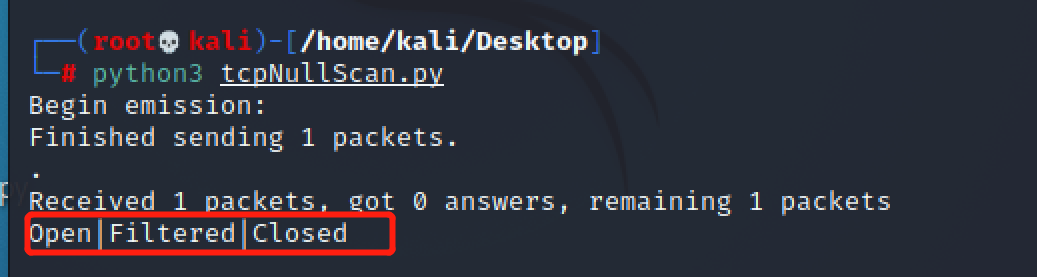 ┌──(root💀kali)-[/home/kali/Desktop]
└─# python3 tcpNullScan.py
Begin emission:
Finished sending 1 packets.
.
Received 1 packets, got 0 answers, remaining 1 packets
Open|Filtered|Closed